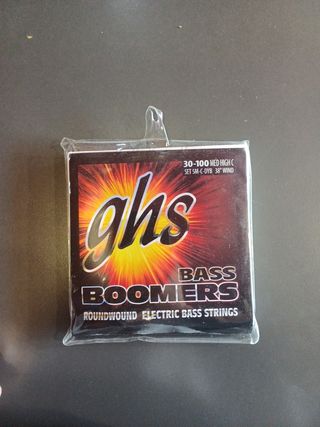 30-100 MED HIGH C
SET 5M-C-DYB 38" WIND
ghs
BASS
BOOMERS
ROUNDWOUND ELECTRIC BASS STRINGS